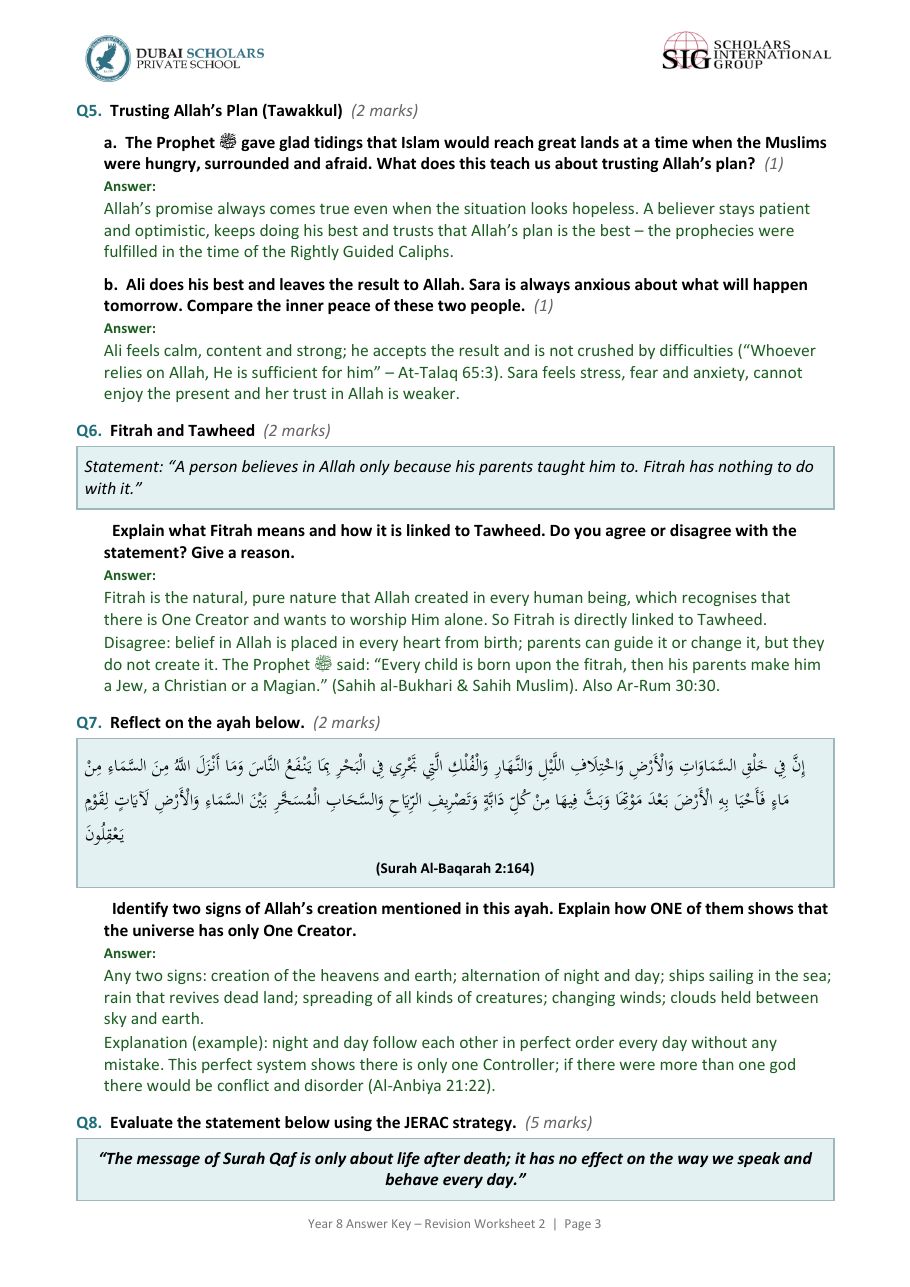 DUBAI SCHOLARS
PRIVATE SCHOOL
SIG SCHOLARS
INTERNATIONAL
GROUP
Q5. Trusting Allah’s Plan (Tawakkul) (2 marks)
a. The Prophet ﷺ gave glad tidings that Islam would reach great lands at a time when the Muslims
were hungry, surrounded and afraid. What does this teach us about trusting Allah’s plan? (1)
Answer:
Allah’s promise always comes true even when the situation looks hopeless. A believer stays patient
and optimistic, keeps doing his best and trusts that Allah’s plan is the best – the prophecies were
fulfilled in the time of the Rightly Guided Caliphs.
b. Ali does his best and leaves the result to Allah. Sara is always anxious about what will happen
tomorrow. Compare the inner peace of these two people. (1)
Answer:
Ali feels calm, content and strong; he accepts the result and is not crushed by difficulties (“Whoever
relies on Allah, He is sufficient for him” – At-Talaq 65:3). Sara feels stress, fear and anxiety, cannot
enjoy the present and her trust in Allah is weaker.
Q6. Fitrah and Tawheed (2 marks)
Statement: “A person believes in Allah only because his parents taught him to. Fitrah has nothing to do
with it.”
Explain what Fitrah means and how it is linked to Tawheed. Do you agree or disagree with the
statement? Give a reason.
Answer:
Fitrah is the natural, pure nature that Allah created in every human being, which recognises that
there is One Creator and wants to worship Him alone. So Fitrah is directly linked to Tawheed.
Disagree: belief in Allah is placed in every heart from birth; parents can guide it or change it, but they
do not create it. The Prophet ﷺ said: “Every child is born upon the fitrah, then his parents make him
a Jew, a Christian or a Magian.” (Sahih al-Bukhari & Sahih Muslim). Also Ar-Rum 30:30.
Q7. Reflect on the ayah below. (2 marks)
إِنَّ فِي خَلْقِ السَّمَاوَاتِ وَالْأَرْضِ وَاخْتِلَافِ اللَّيْلِ وَالنَّهَارِ وَالْفُلْكِ الَّتِي تَجْرِي فِي الْبَحْرِ بِمَا يَنْفَعُ النَّاسَ وَمَا أَنْزَلَ اللَّهُ مِنَ السَّمَاءِ مِنْ
مَاءٍ فَأَحْيَا بِهِ الْأَرْضَ بَعْدَ مَوْتِهَا وَبَثَّ فِيهَا مِنْ كُلِّ دَابَّةٍ وَتَصْرِيفِ الرِّيَاحِ وَالسَّحَابِ الْمُسَخَّرِ بَيْنَ السَّمَاءِ وَالْأَرْضِ لَآيَاتٍ لِقَوْمٍ
يَعْقِلُونَ
(Surah Al-Baqarah 2:164)
Identify two signs of Allah’s creation mentioned in this ayah. Explain how ONE of them shows that
the universe has only One Creator.
Answer:
Any two signs: creation of the heavens and earth; alternation of night and day; ships sailing in the sea;
rain that revives dead land; spreading of all kinds of creatures; changing winds; clouds held between
sky and earth.
Explanation (example): night and day follow each other in perfect order every day without any
mistake. This perfect system shows there is only one Controller; if there were more than one god
there would be conflict and disorder (Al-Anbiya 21:22).
Q8. Evaluate the statement below using the JERAC strategy. (5 marks)
“The message of Surah Qaf is only about life after death; it has no effect on the way we speak and
behave every day.”
Year 8 Answer Key – Revision Worksheet 2 | Page 3